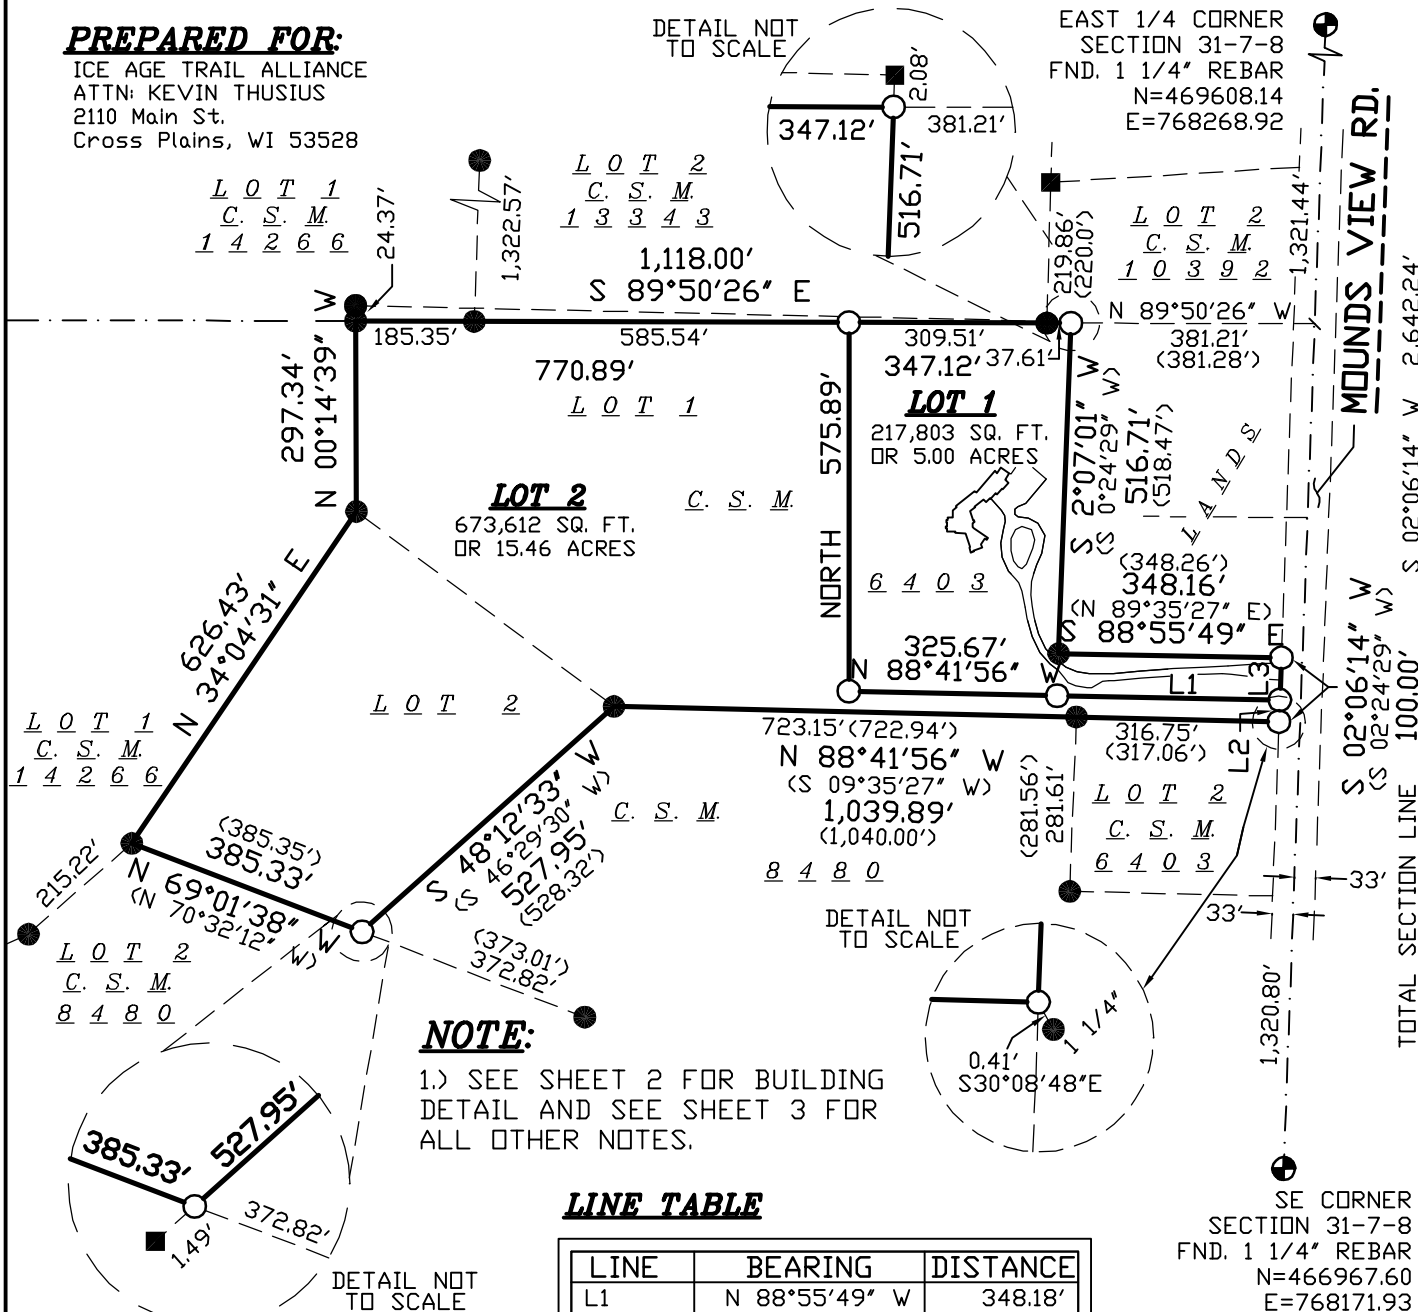 PREPARED FOR:
ICE AGE TRAIL ALLIANCE
ATTN: KEVIN THUSIUS
2110 Main St.
Cross Plains, WI 53528
DETAIL NOT
TO SCALE
2.08'
347.12'
381.21'
516.71'
EAST 1/4 CORNER
SECTION 31-7-8
FND. 1 1/4" REBAR
N=469608.14
E=768268.92
MOUNDS VIEW RD.
LOT 1
C. S. M.
14266
24.37'
1,322.57'
LOT 2
C. S. M.
13343
1,118.00'
S 89°50'26" E
219.86'
(220.0')
LOT 2
C. S. M.
10392
1,321.44'
N 89°50'26" W
381.21'
(381.28')
185.35'
585.54'
309.51'
37.61'
770.89'
347.12'
LOT 1
297.34'
N 00°14'39" W
LOT 1
217,803 SQ. FT.
OR 5.00 ACRES
575.89'
NORTH
S 2°07'01" W
(S 0°24'29" W)
516.71'
(518.47')
LANDS
LOT 2
673,612 SQ. FT.
OR 15.46 ACRES
C. S. M.
6403
(348.26')
348.16'
(N 89°35'27" E)
S 88°55'49" E
626.43'
N 34°04'31" E
325.67'
N 88°41'56" W
L1
L3
L2
S 02°06'14" W
(S 02°24'29" W)
100.00'
TOTAL SECTION LINE S 02°06'14" W 2,642.24'
LOT 2
LOT 1
C. S. M.
14266
723.15'(722.94')
N 88°41'56" W
(S 09°35'27" W)
1,039.89'
(1,040.00')
316.75'
(317.06')
(281.56')
281.61'
LOT 2
C. S. M.
6403
C. S. M.
8480
S 48°12'33" W
(S 46°29'30" W)
527.95'
(528.32')
(385.35')
385.33'
N 69°01'38" W
(N 70°32'12" W)
215.22'
LOT 2
C. S. M.
8480
(373.01')
372.82'
33'
33'
1,320.80'
DETAIL NOT
TO SCALE
0.41'
S30°08'48"E
1 1/4"
NOTE:
1.) SEE SHEET 2 FOR BUILDING
DETAIL AND SEE SHEET 3 FOR
ALL OTHER NOTES.
385.33'
527.95'
372.82'
1.49'
DETAIL NOT
TO SCALE
SE CORNER
SECTION 31-7-8
FND. 1 1/4" REBAR
N=466967.60
E=768171.93
LINE TABLE
LINE BEARING DISTANCE
L1 N 88°55'49" W 348.18'